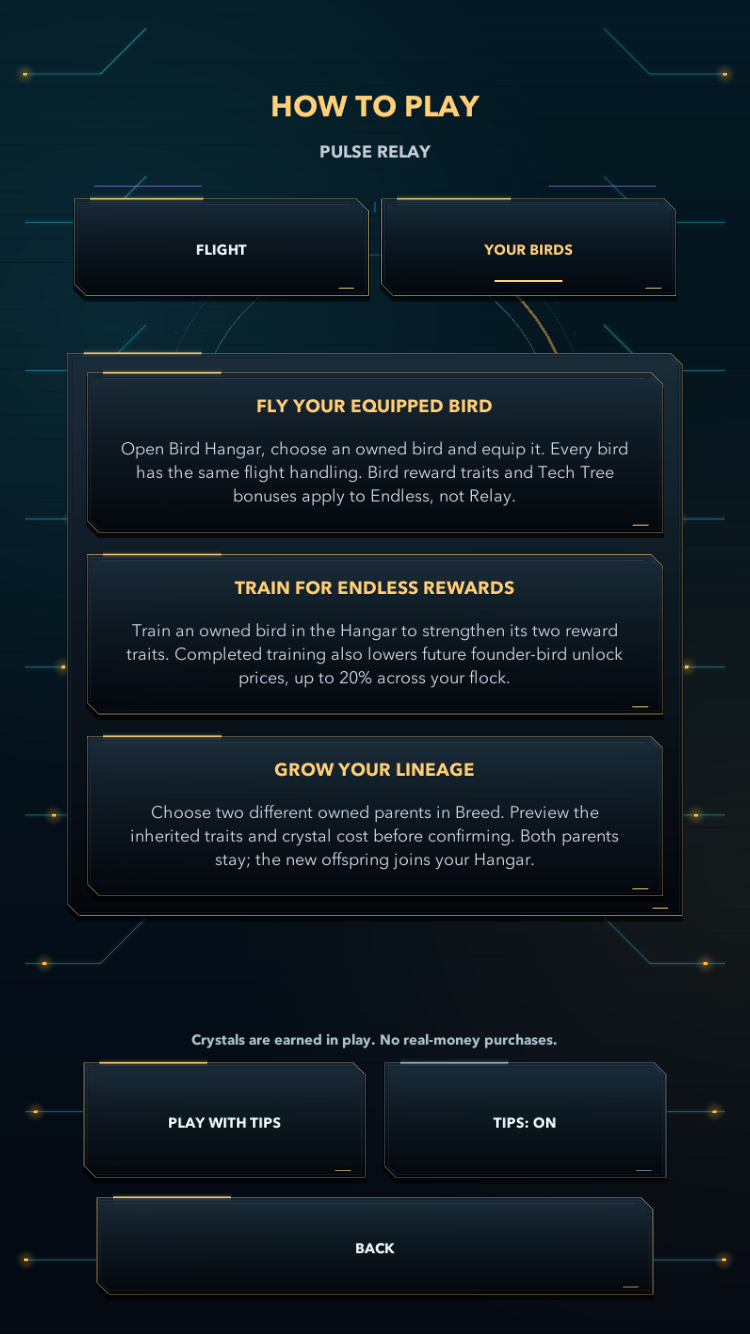 HOW TO PLAY
PULSE RELAY
FLIGHT
YOUR BIRDS
FLY YOUR EQUIPPED BIRD
Open Bird Hangar, choose an owned bird and equip it. Every bird
has the same flight handling. Bird reward traits and Tech Tree
bonuses apply to Endless, not Relay.
TRAIN FOR ENDLESS REWARDS
Train an owned bird in the Hangar to strengthen its two reward
traits. Completed training also lowers future founder-bird unlock
prices, up to 20% across your flock.
GROW YOUR LINEAGE
Choose two different owned parents in Breed. Preview the
inherited traits and crystal cost before confirming. Both parents
stay; the new offspring joins your Hangar.
Crystals are earned in play. No real-money purchases.
PLAY WITH TIPS
TIPS: ON
BACK